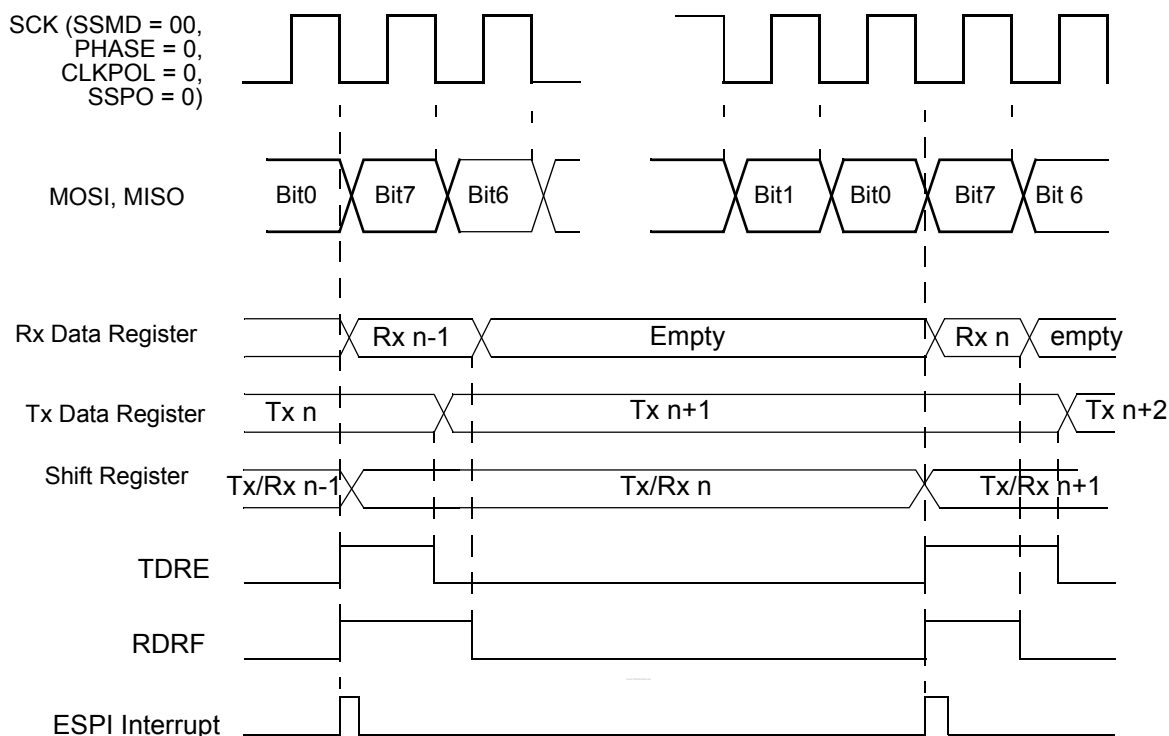 SCK (SSMD = 00,
PHASE = 0,
CLKPOL = 0,
SSPO = 0)
MOSI, MISO
Bit0
Bit7
Bit6
Bit1
Bit0
Bit7
Bit 6
Rx Data Register
Rx n-1
Empty
Rx n
empty
Tx Data Register
Tx n
Tx n+1
Tx n+2
Shift Register
Tx/Rx n-1
Tx/Rx n
Tx/Rx n+1
TDRE
RDRF
ESPI Interrupt